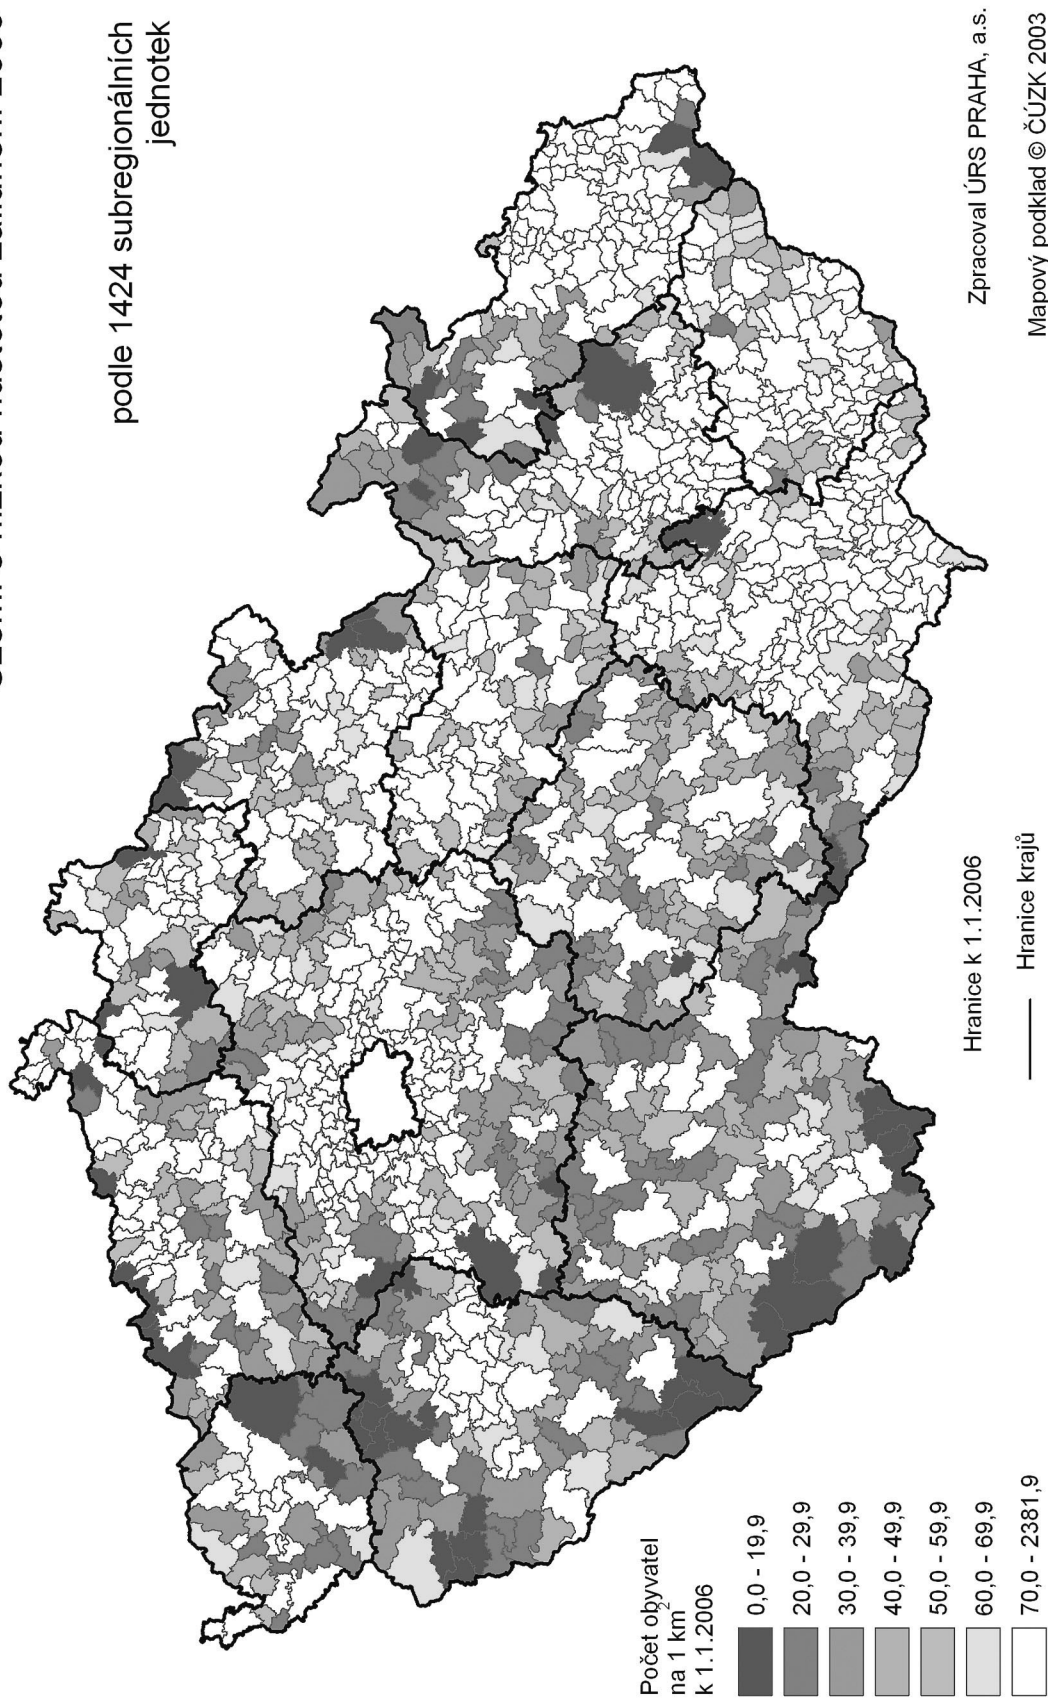 podle 1424 subregionálních
jednotek
Počet obyvatel
na 1 km²
k 1.1.2006
0,0 - 19,9
20,0 - 29,9
30,0 - 39,9
40,0 - 49,9
50,0 - 59,9
60,0 - 69,9
70,0 - 2381,9
Hranice k 1.1.2006
Hranice krajů
Zpracoval ÚRS PRAHA, a.s.
Mapový podklad © ČÚZK 2003